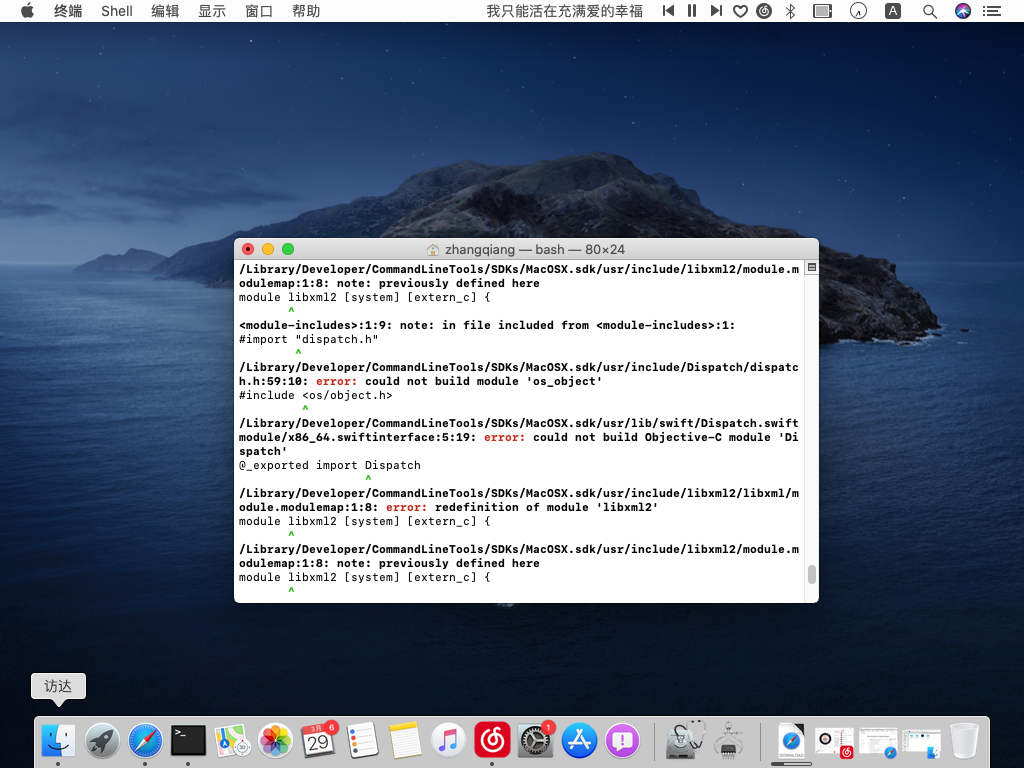 终端 Shell 编辑 显示 窗口 帮助 我只能活在充满爱的幸福 A
zhangqiang — bash — 80×24
/Library/Developer/CommandLineTools/SDKs/MacOSX.sdk/usr/include/libxml2/module.m
odulemap:1:8: note: previously defined here
module libxml2 [system] [extern_c] {
^
<module-includes>:1:9: note: in file included from <module-includes>:1:
#import "dispatch.h"
^
/Library/Developer/CommandLineTools/SDKs/MacOSX.sdk/usr/include/Dispatch/dispatc
h.h:59:10: error: could not build module 'os_object'
#include <os/object.h>
^
/Library/Developer/CommandLineTools/SDKs/MacOSX.sdk/usr/lib/swift/Dispatch.swift
module/x86_64.swiftinterface:5:19: error: could not build Objective-C module 'Di
spatch'
@_exported import Dispatch
^
/Library/Developer/CommandLineTools/SDKs/MacOSX.sdk/usr/include/libxml2/libxml/m
odule.modulemap:1:8: error: redefinition of module 'libxml2'
module libxml2 [system] [extern_c] {
^
/Library/Developer/CommandLineTools/SDKs/MacOSX.sdk/usr/include/libxml2/module.m
odulemap:1:8: note: previously defined here
module libxml2 [system] [extern_c] {
^
访达
3月
29
6
1
DOWNLOAD